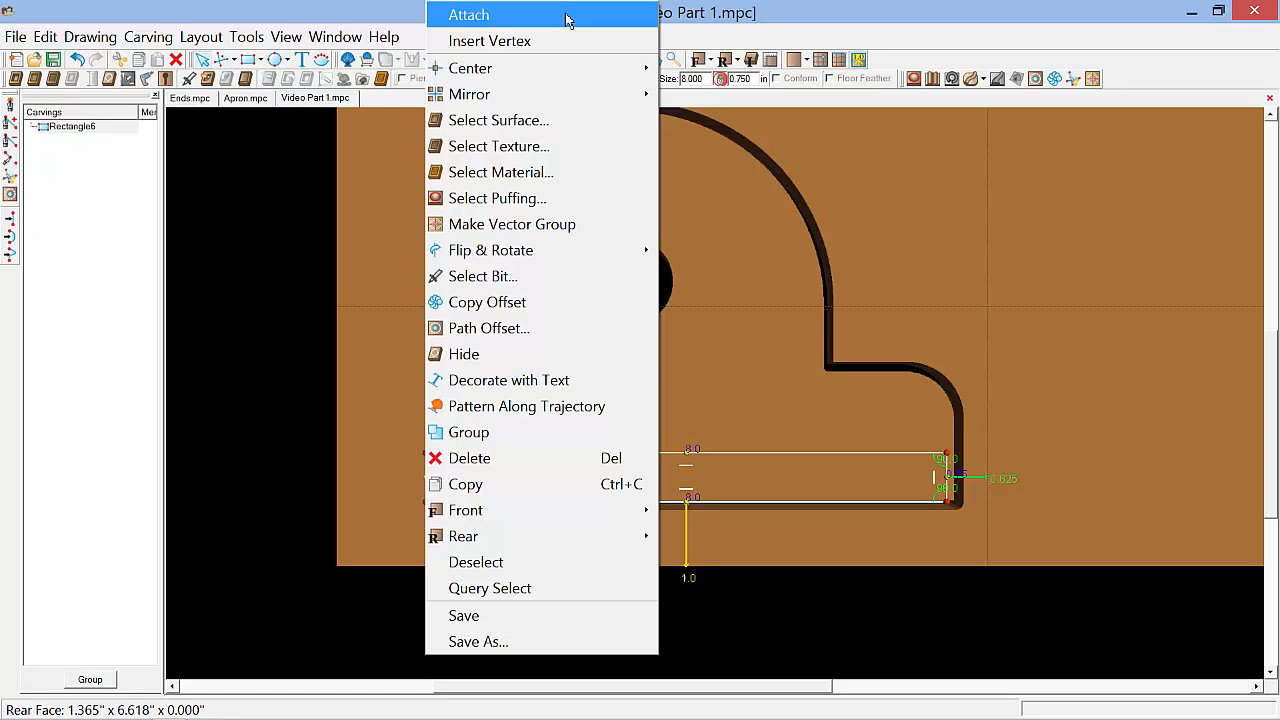 eo Part 1.mpc]
File Edit Drawing Carving Layout Tools View Window Help
Size: 8.000 0.750 in Conform Floor Feather
Ends.mpc Apron.mpc Video Part 1.mpc
Carvings
Rectangle6
Group
Attach
Insert Vertex
Center
Mirror
Select Surface...
Select Texture...
Select Material...
Select Puffing...
Make Vector Group
Flip & Rotate
Select Bit...
Copy Offset
Path Offset...
Hide
Decorate with Text
Pattern Along Trajectory
Group
Delete Del
Copy Ctrl+C
Front
Rear
Deselect
Query Select
Save
Save As...
8.0
8.0
0.625
1.0
Rear Face: 1.365" x 6.618" x 0.000"